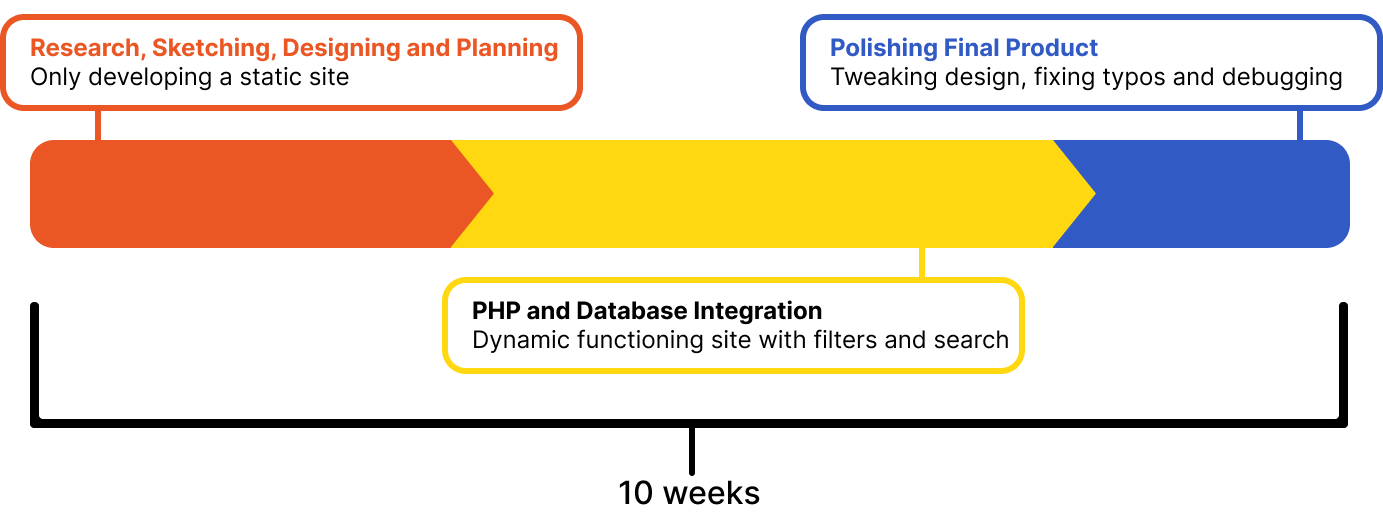 Research, Sketching, Designing and Planning
Only developing a static site
Polishing Final Product
Tweaking design, fixing typos and debugging
PHP and Database Integration
Dynamic functioning site with filters and search
10 weeks